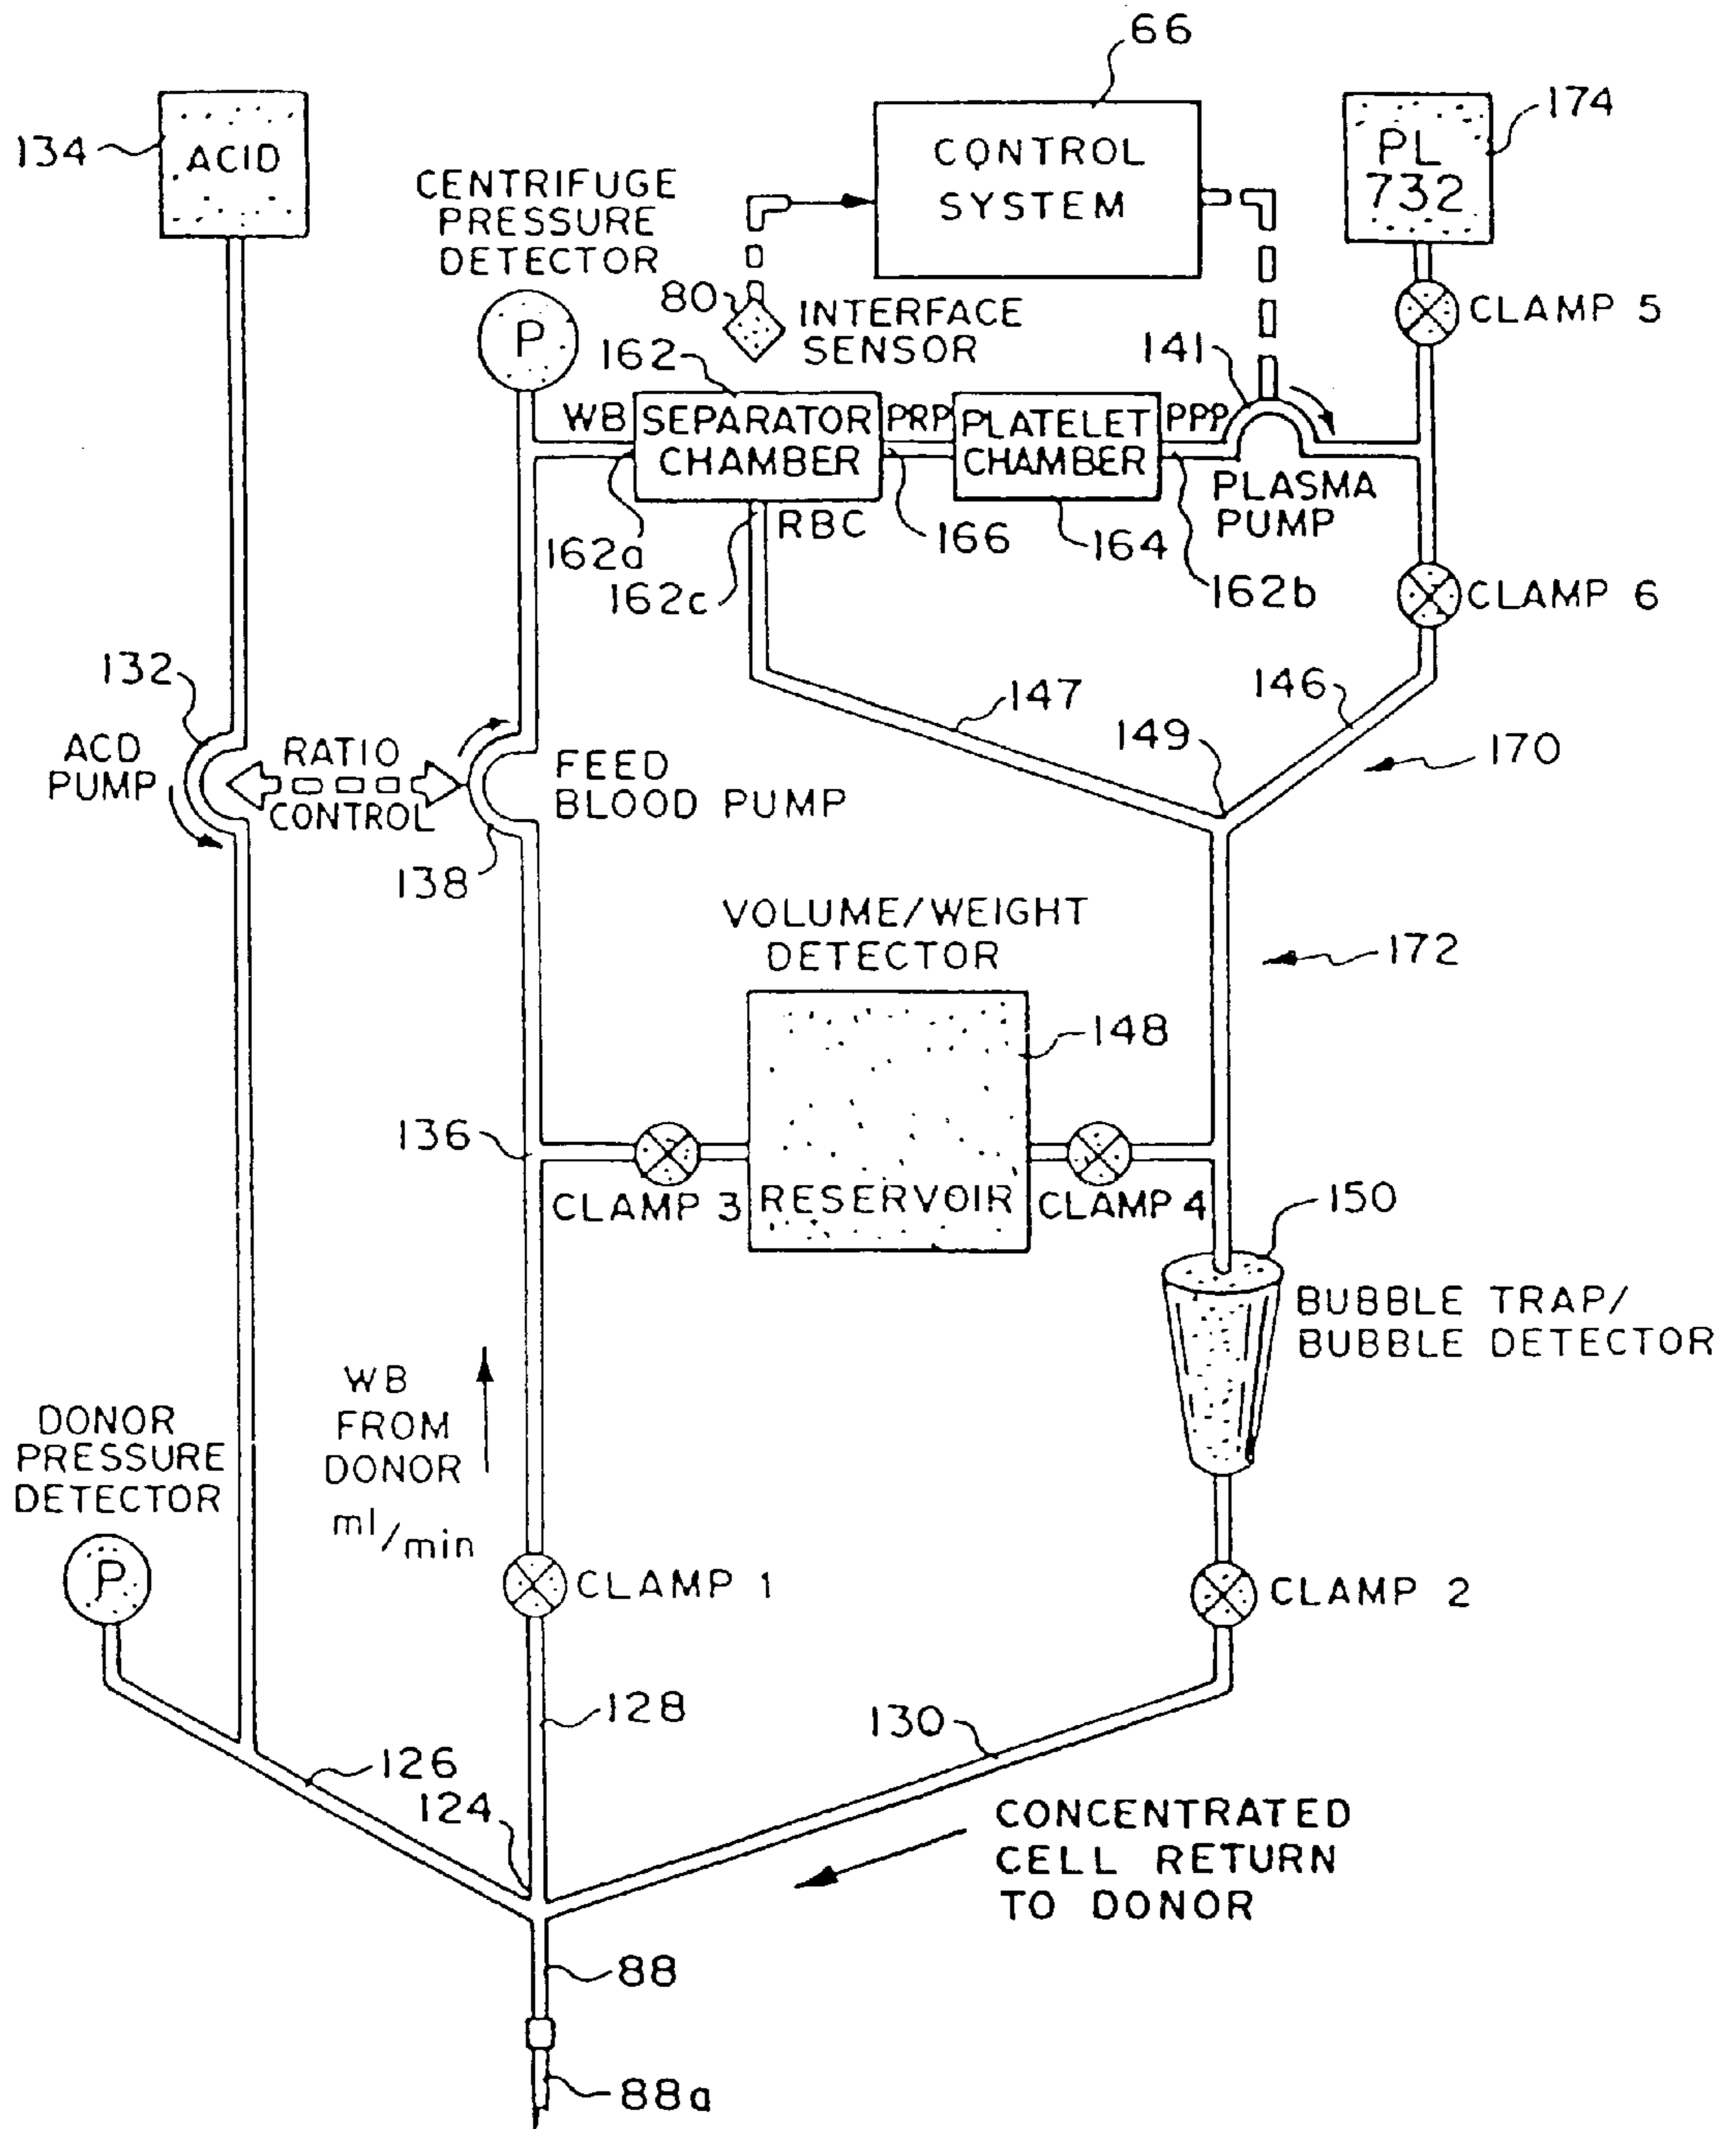 66
174
134
ACID
CONTROL
SYSTEM
PL
732
CENTRIFUGE
PRESSURE
DETECTOR
P
80
INTERFACE
SENSOR
CLAMP 5
162
141
WB
SEPARATOR
CHAMBER
PRP
PLATELET
CHAMBER
PPP
PLASMA
PUMP
162a
162c
RBC
166
164
162b
CLAMP 6
132
147
146
149
170
ACD
PUMP
RATIO
CONTROL
FEED
BLOOD PUMP
138
VOLUME/WEIGHT
DETECTOR
172
148
136
CLAMP 3
RESERVOIR
CLAMP 4
150
BUBBLE TRAP/
BUBBLE DETECTOR
WB
FROM
DONOR
ml/min
DONOR
PRESSURE
DETECTOR
P
CLAMP 1
CLAMP 2
128
130
126
124
CONCENTRATED
CELL RETURN
TO DONOR
88
88a